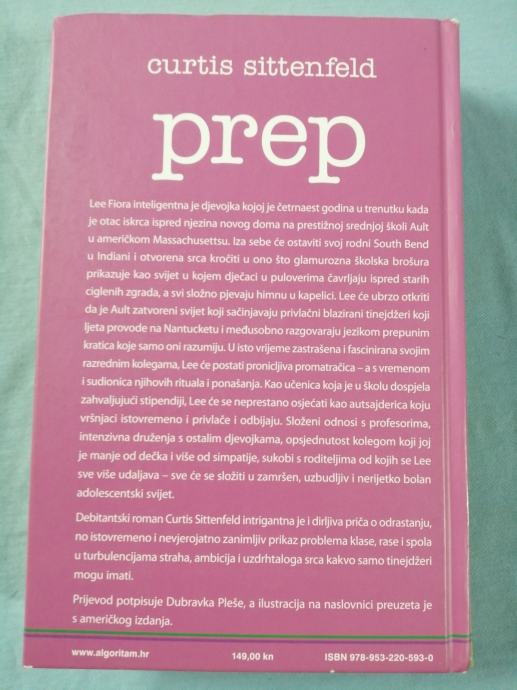 curtis sittenfeld
prep
Lee Fiora inteligentna je djevojka kojoj je četrnaest godina u trenutku kada
je otac iskrca ispred njezina novog doma na prestižnoj srednjoj školi Ault
u američkom Massachusettsu. Iza sebe će ostaviti svoj rodni South Bend
u Indiani i otvorena srca kročiti u ono što glamurozna školska brošura
prikazuje kao svijet u kojem dječaci u puloverima čavrljaju ispred starih
ciglenih zgrada, a svi složno pjevaju himnu u kapelici. Lee će ubrzo otkriti
da je Ault zatvoreni svijet koji sačinjavaju privlačni blazirani tinejdžeri koji
ljeta provode na Nantucketu i međusobno razgovaraju jezikom prepunim
kratica koje samo oni razumiju. U isto vrijeme zastrašena i fascinirana svojim
razrednim kolegama, Lee će postati pronicljiva promatračica – a s vremenom
i sudionica njihovih rituala i ponašanja. Kao učenica koja je u školu dospjela
zahvaljujući stipendiji, Lee će se neprestano osjećati kao autsajderica koju
vršnjaci istovremeno i privlače i odbijaju. Složeni odnosi s profesorima,
intenzivna druženja s ostalim djevojkama, opsjednutost kolegom koji joj
je manje od dečka i više od simpatije, sukobi s roditeljima od kojih se Lee
sve više udaljava – sve će se složiti u zamršen, uzbudljiv i nerijetko bolan
adolescentski svijet.
Debitantski roman Curtis Sittenfeld intrigantna je i dirljiva priča o odrastanju,
no istovremeno i nevjerojatno zanimljiv prikaz problema klase, rase i spola
u turbulencijama straha, ambicija i uzdrhtaloga srca kakvo samo tinejdžeri
mogu imati.
Prijevod potpisuje Dubravka Pleše, a ilustracija na naslovnici preuzeta je
s američkog izdanja.
www.algoritam.hr 149,00 kn ISBN 978-953-220-593-0